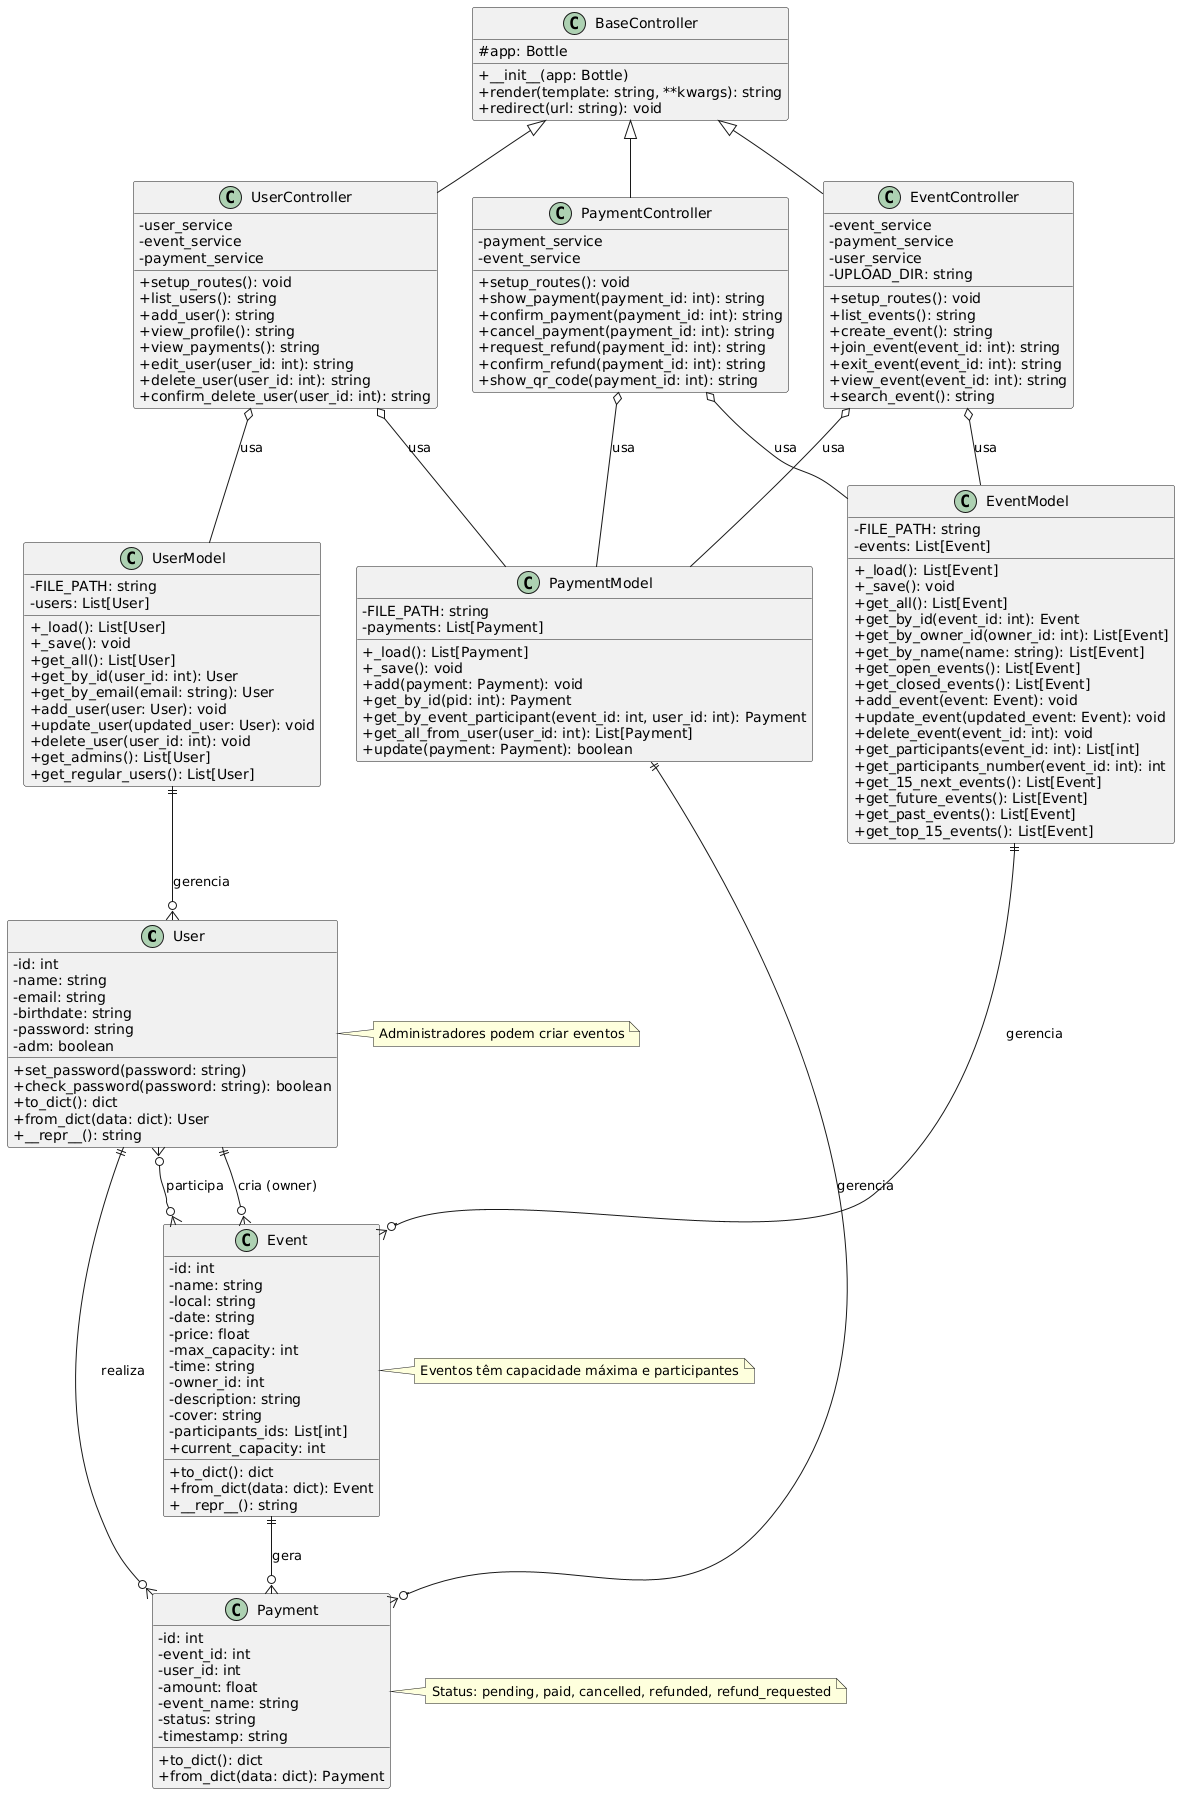 C BaseController
#app: Bottle
+__init__(app: Bottle)
+render(template: string, **kwargs): string
+redirect(url: string): void
C UserController
-user_service
-event_service
-payment_service
+setup_routes(): void
+list_users(): string
+add_user(): string
+view_profile(): string
+view_payments(): string
+edit_user(user_id: int): string
+delete_user(user_id: int): string
+confirm_delete_user(user_id: int): string
C PaymentController
-payment_service
-event_service
+setup_routes(): void
+show_payment(payment_id: int): string
+confirm_payment(payment_id: int): string
+cancel_payment(payment_id: int): string
+request_refund(payment_id: int): string
+confirm_refund(payment_id: int): string
+show_qr_code(payment_id: int): string
C EventController
-event_service
-payment_service
-user_service
-UPLOAD_DIR: string
+setup_routes(): void
+list_events(): string
+create_event(): string
+join_event(event_id: int): string
+exit_event(event_id: int): string
+view_event(event_id: int): string
+search_event(): string
usa
usa
usa
usa
usa
usa
C UserModel
-FILE_PATH: string
-users: List[User]
+_load(): List[User]
+_save(): void
+get_all(): List[User]
+get_by_id(user_id: int): User
+get_by_email(email: string): User
+add_user(user: User): void
+update_user(updated_user: User): void
+delete_user(user_id: int): void
+get_admins(): List[User]
+get_regular_users(): List[User]
C PaymentModel
-FILE_PATH: string
-payments: List[Payment]
+_load(): List[Payment]
+_save(): void
+add(payment: Payment): void
+get_by_id(pid: int): Payment
+get_by_event_participant(event_id: int, user_id: int): Payment
+get_all_from_user(user_id: int): List[Payment]
+update(payment: Payment): boolean
C EventModel
-FILE_PATH: string
-events: List[Event]
+_load(): List[Event]
+_save(): void
+get_all(): List[Event]
+get_by_id(event_id: int): Event
+get_by_owner_id(owner_id: int): List[Event]
+get_by_name(name: string): List[Event]
+get_open_events(): List[Event]
+get_closed_events(): List[Event]
+add_event(event: Event): void
+update_event(updated_event: Event): void
+delete_event(event_id: int): void
+get_participants(event_id: int): List[int]
+get_participants_number(event_id: int): int
+get_15_next_events(): List[Event]
+get_future_events(): List[Event]
+get_past_events(): List[Event]
+get_top_15_events(): List[Event]
gerencia
C User
-id: int
-name: string
-email: string
-birthdate: string
-password: string
-adm: boolean
+set_password(password: string)
+check_password(password: string): boolean
+to_dict(): dict
+from_dict(data: dict): User
+__repr__(): string
Administradores podem criar eventos
gerencia
participa
cria (owner)
gerencia
C Event
-id: int
-name: string
-local: string
-date: string
-price: float
-max_capacity: int
-time: string
-owner_id: int
-description: string
-cover: string
-participants_ids: List[int]
+current_capacity: int
+to_dict(): dict
+from_dict(data: dict): Event
+__repr__(): string
realiza
Eventos têm capacidade máxima e participantes
gera
C Payment
-id: int
-event_id: int
-user_id: int
-amount: float
-event_name: string
-status: string
-timestamp: string
+to_dict(): dict
+from_dict(data: dict): Payment
Status: pending, paid, cancelled, refunded, refund_requested